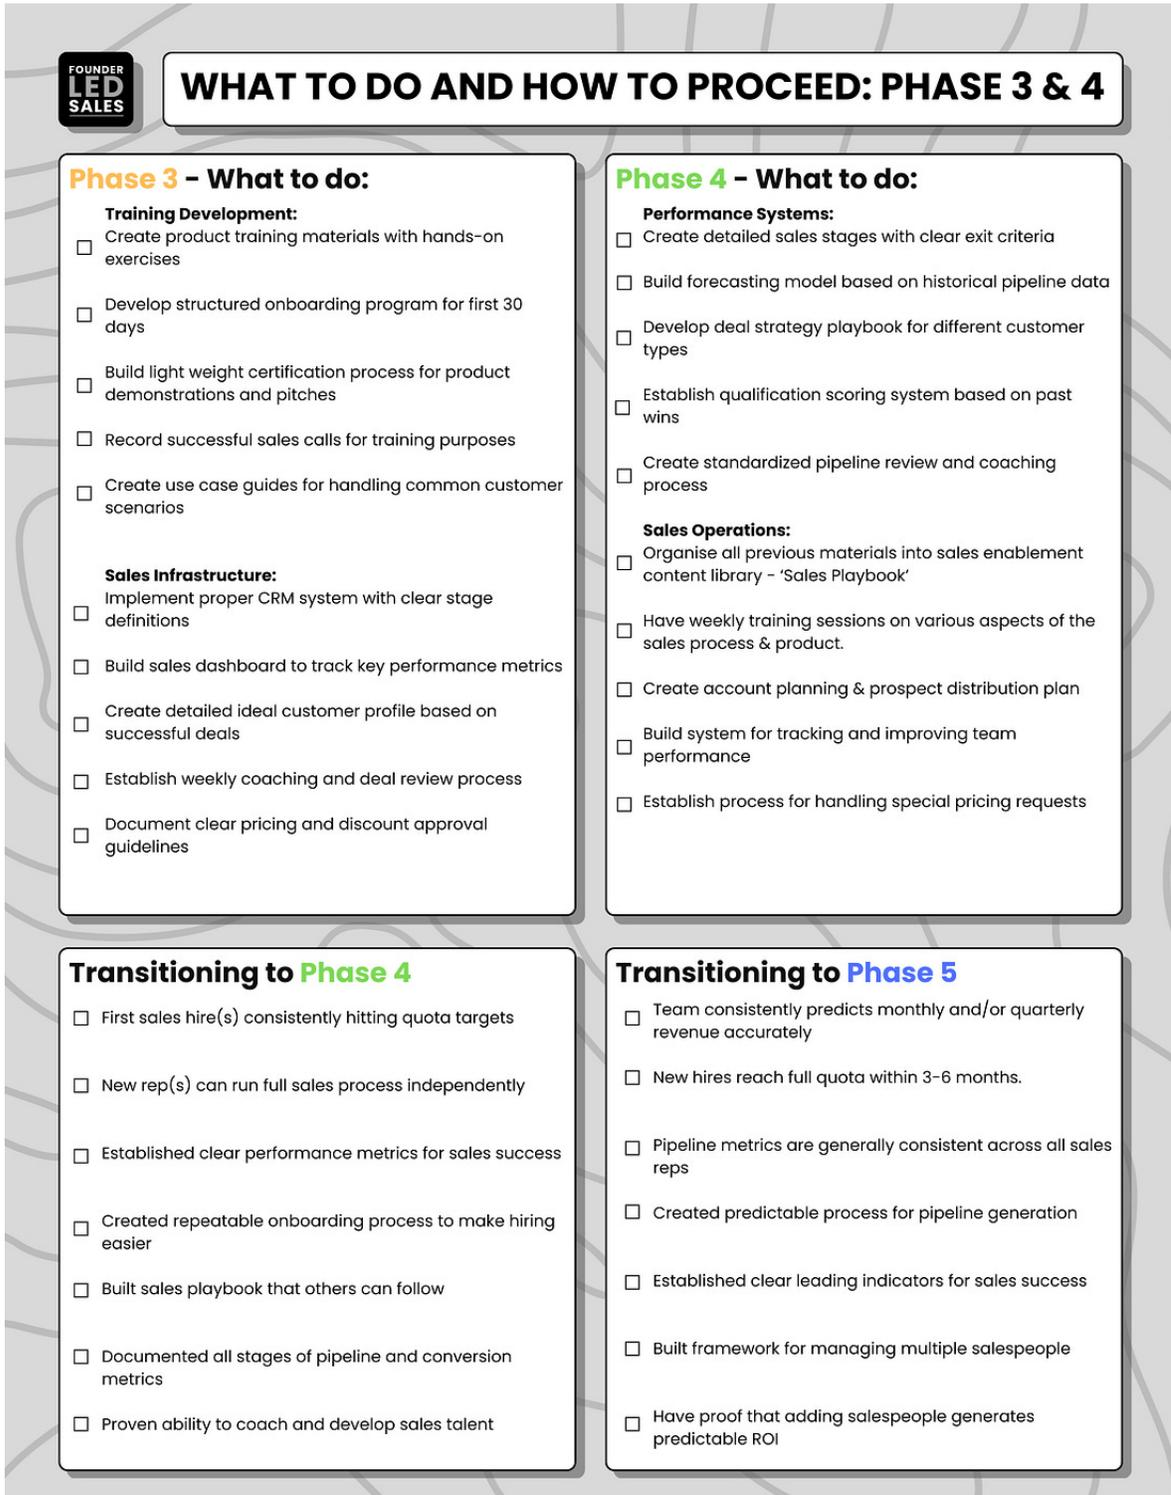 FOUNDER
LED
SALES
WHAT TO DO AND HOW TO PROCEED: PHASE 3 & 4
Phase 3 - What to do:
Training Development:
Create product training materials with hands-on
exercises
Develop structured onboarding program for first 30
days
Build light weight certification process for product
demonstrations and pitches
Record successful sales calls for training purposes
Create use case guides for handling common customer
scenarios
Sales Infrastructure:
Implement proper CRM system with clear stage
definitions
Build sales dashboard to track key performance metrics
Create detailed ideal customer profile based on
successful deals
Establish weekly coaching and deal review process
Document clear pricing and discount approval
guidelines
Phase 4 - What to do:
Performance Systems:
Create detailed sales stages with clear exit criteria
Build forecasting model based on historical pipeline data
Develop deal strategy playbook for different customer
types
Establish qualification scoring system based on past
wins
Create standardized pipeline review and coaching
process
Sales Operations:
Organise all previous materials into sales enablement
content library - ‘Sales Playbook’
Have weekly training sessions on various aspects of the
sales process & product.
Create account planning & prospect distribution plan
Build system for tracking and improving team
performance
Establish process for handling special pricing requests
Transitioning to Phase 4
First sales hire(s) consistently hitting quota targets
New rep(s) can run full sales process independently
Established clear performance metrics for sales success
Created repeatable onboarding process to make hiring
easier
Built sales playbook that others can follow
Documented all stages of pipeline and conversion
metrics
Proven ability to coach and develop sales talent
Transitioning to Phase 5
Team consistently predicts monthly and/or quarterly
revenue accurately
New hires reach full quota within 3-6 months.
Pipeline metrics are generally consistent across all sales
reps
Created predictable process for pipeline generation
Established clear leading indicators for sales success
Built framework for managing multiple salespeople
Have proof that adding salespeople generates
predictable ROI